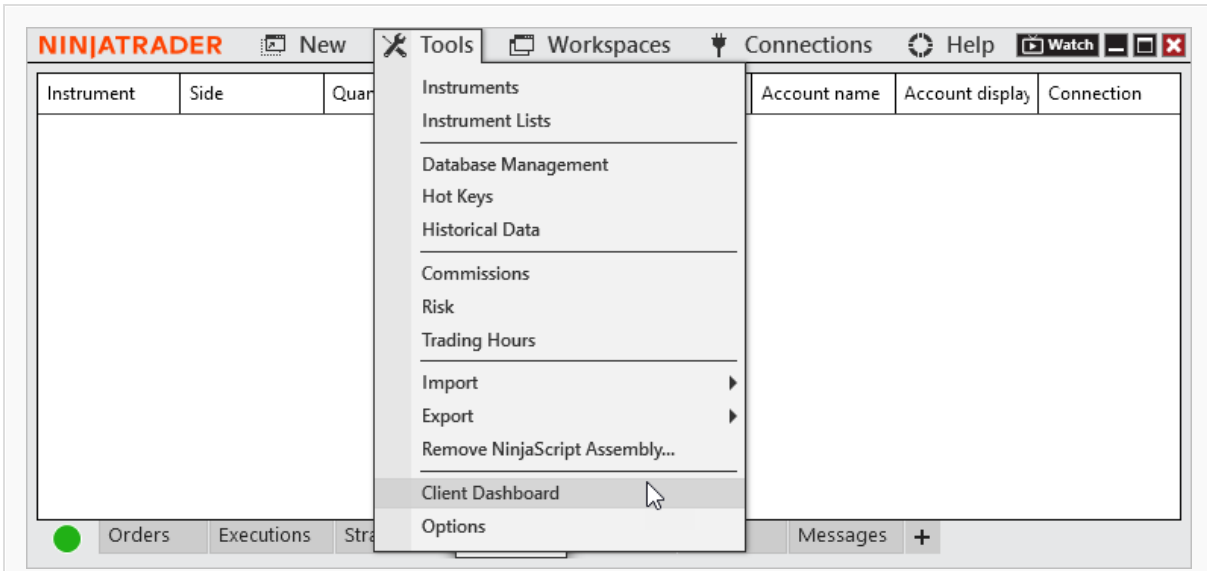 NINJATRADER New Tools Workspaces Connections Help Watch
Instrument Side Quan Account name Account display Connection
Instruments
Instrument Lists
Database Management
Hot Keys
Historical Data
Commissions
Risk
Trading Hours
Import
Export
Remove NinjaScript Assembly...
Client Dashboard
Options
Orders Executions Stra Messages +